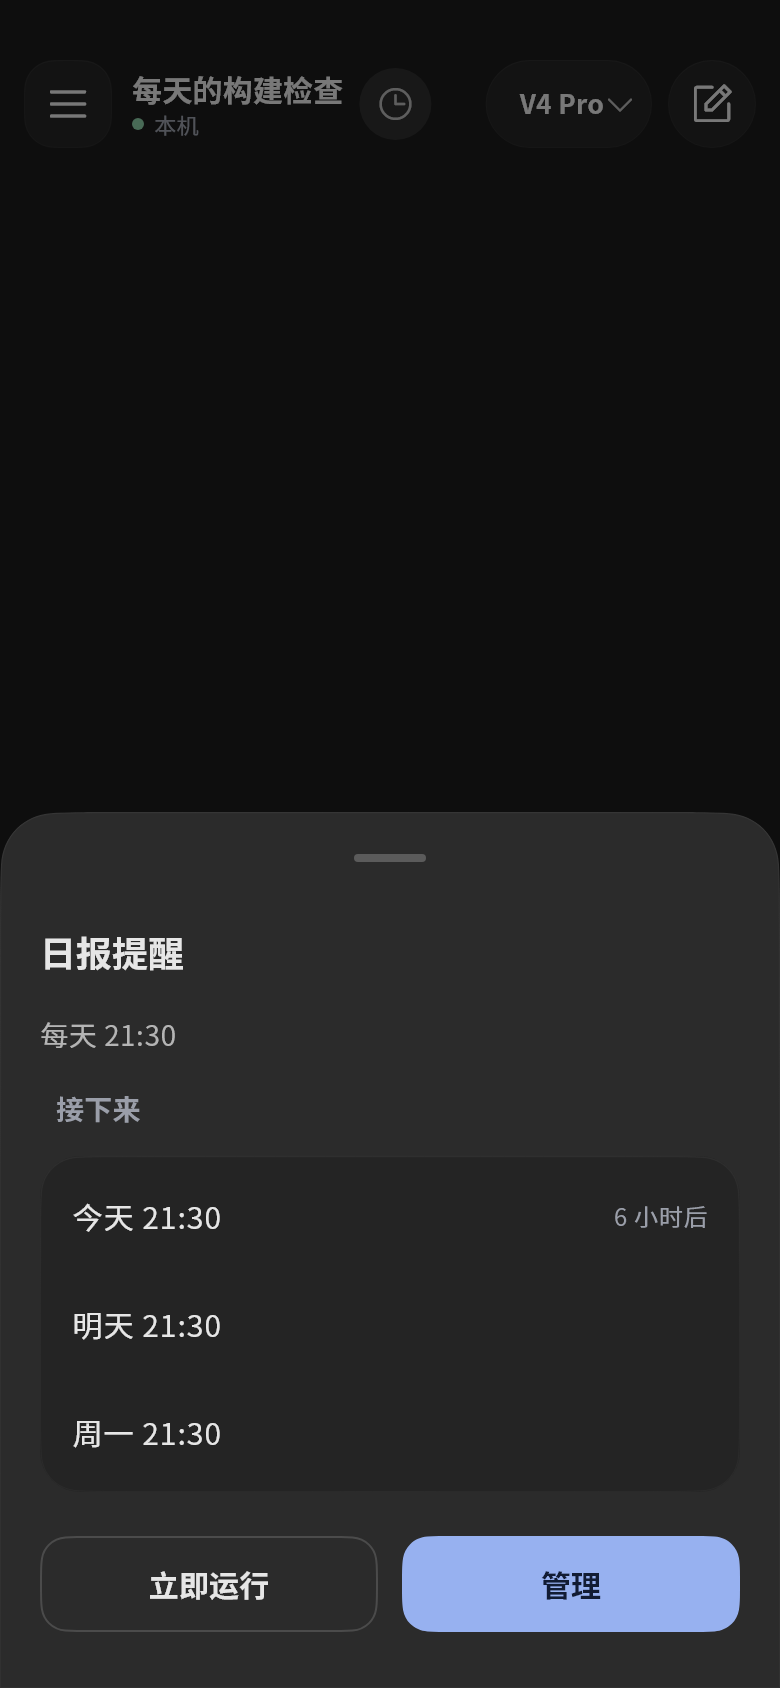 每天的构建检查
本机
V4 Pro
日报提醒
每天 21:30
接下来
今天 21:30
6 小时后
明天 21:30
周一 21:30
立即运行
管理